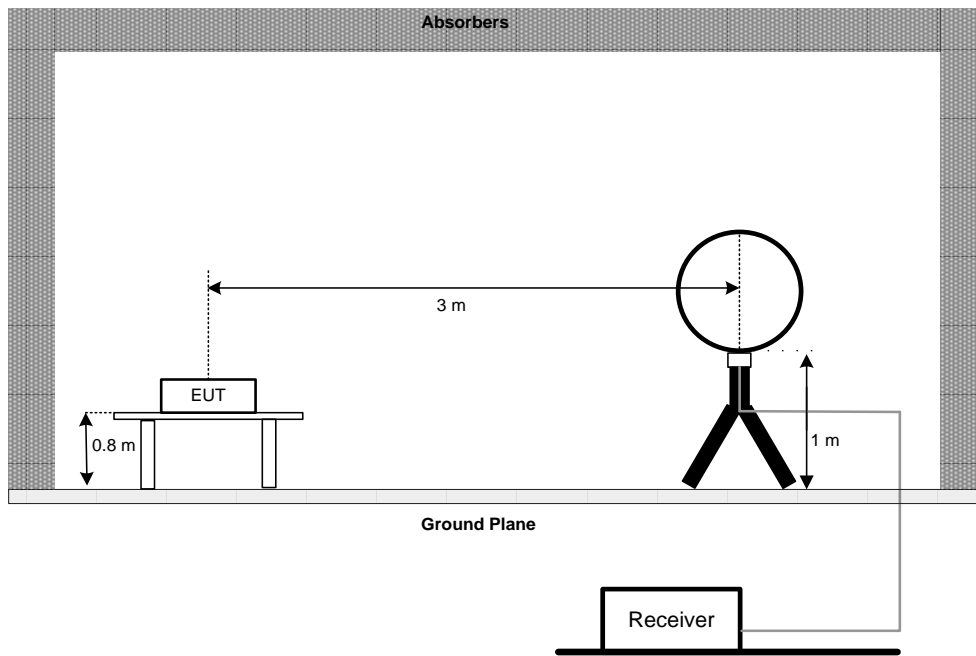 Absorbers
3 m
EUT
0.8 m
1 m
Ground Plane
Receiver